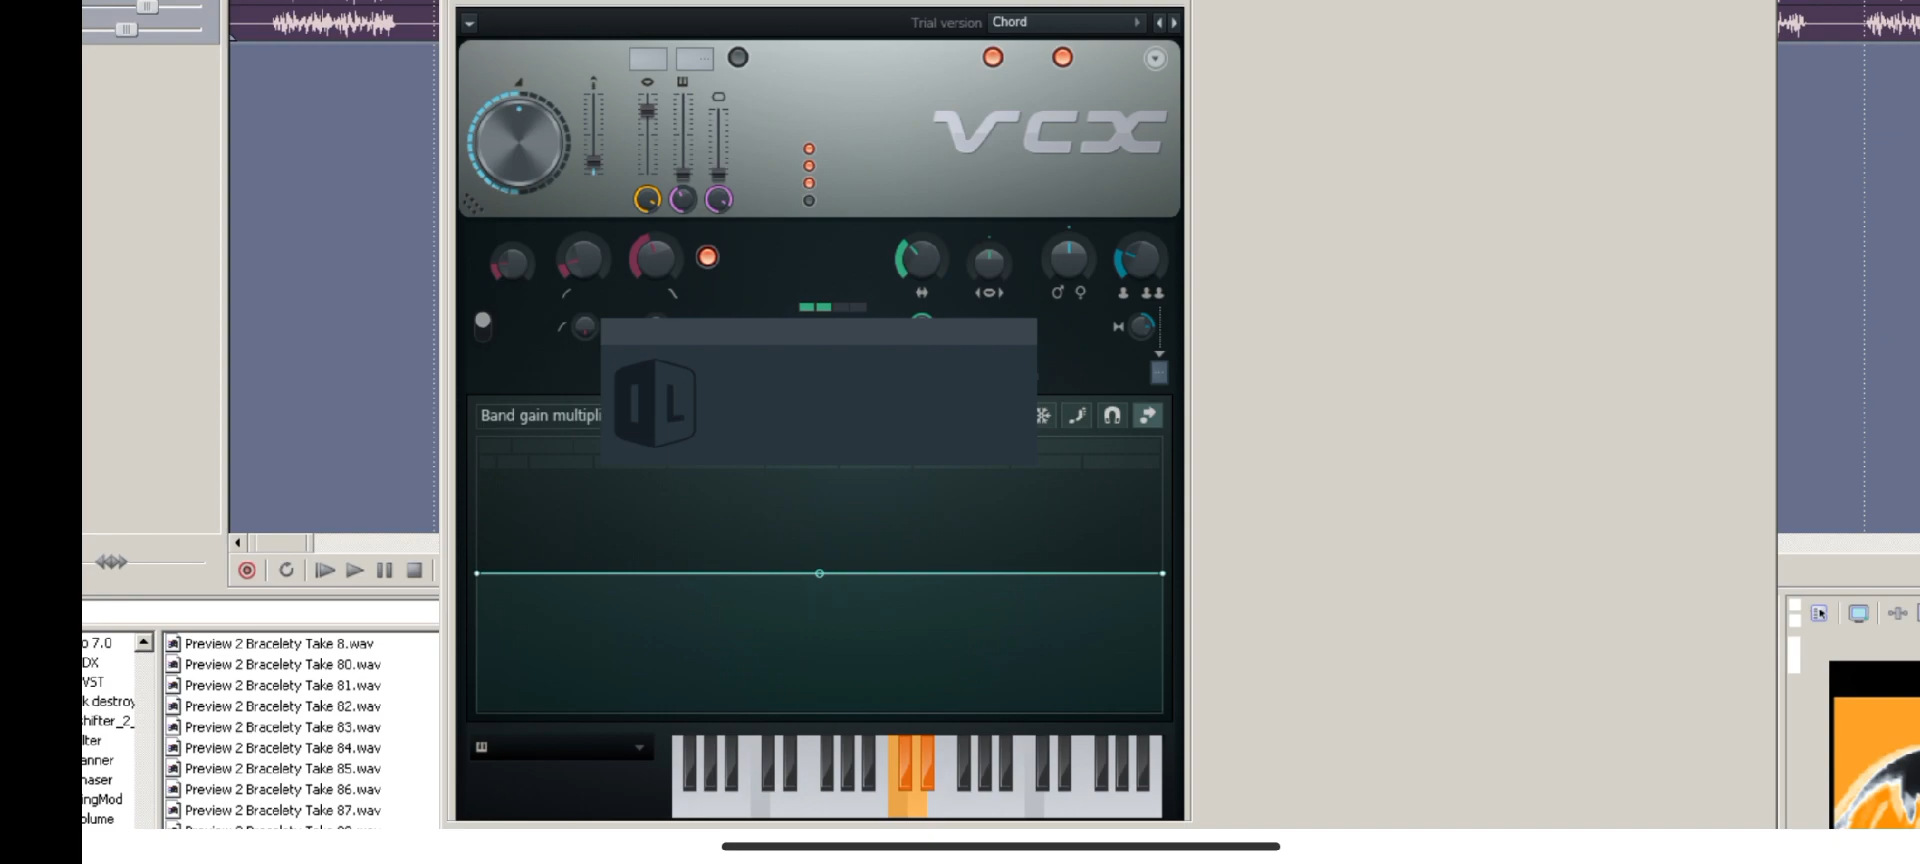 Trial version Chord
VCX
Band gain multipli
o 7.0
DX
VST
k.destroy
shifter_2_
lter
anner
haser
ingMod
olume
Preview 2 Bracelety Take 8.wav
Preview 2 Bracelety Take 80.wav
Preview 2 Bracelety Take 81.wav
Preview 2 Bracelety Take 82.wav
Preview 2 Bracelety Take 83.wav
Preview 2 Bracelety Take 84.wav
Preview 2 Bracelety Take 85.wav
Preview 2 Bracelety Take 86.wav
Preview 2 Bracelety Take 87.wav